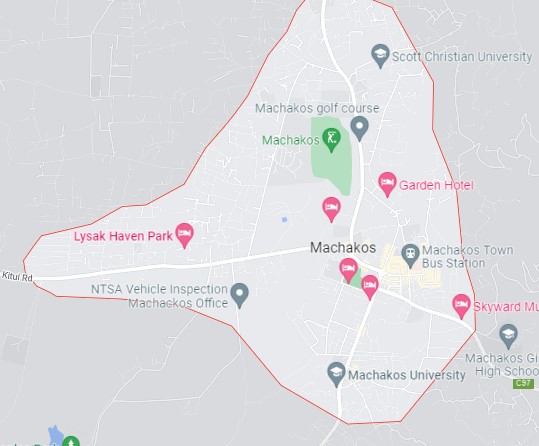 Scott Christian University
Machakos golf course
Machakos
Garden Hotel
Lysak Haven Park
Machakos
Machakos Town
Bus Station
Kitui Rd
NTSA Vehicle Inspection
Machackos Office
Skyward Mu
Machakos Gi
High Schoo
Machakos University
C97